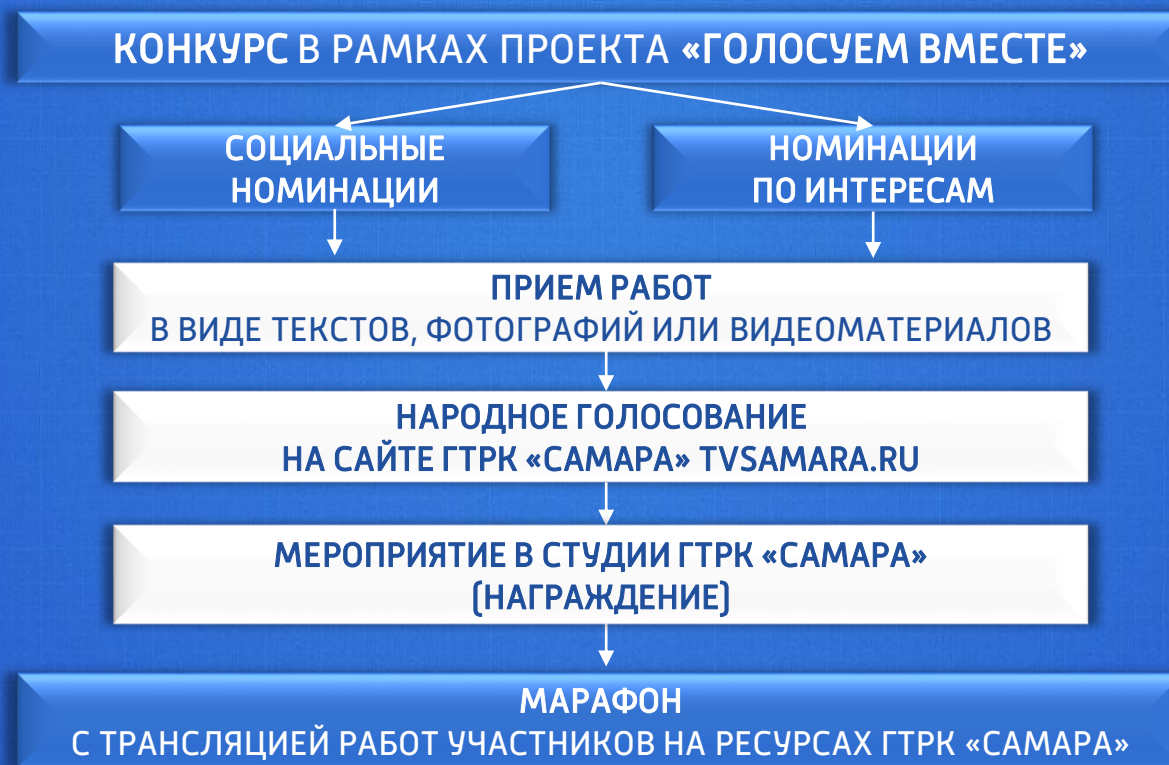 КОНКУРС В РАМКАХ ПРОЕКТА «ГОЛОСУЕМ ВМЕСТЕ»
СОЦИАЛЬНЫЕ
НОМИНАЦИИ
НОМИНАЦИИ
ПО ИНТЕРЕСАМ
ПРИЕМ РАБОТ
В ВИДЕ ТЕКСТОВ, ФОТОГРАФИЙ ИЛИ ВИДЕОМАТЕРИАЛОВ
НАРОДНОЕ ГОЛОСОВАНИЕ
НА САЙТЕ ГТРК «САМАРА» TVSAMARA.RU
МЕРОПРИЯТИЕ В СТУДИИ ГТРК «САМАРА»
(НАГРАЖДЕНИЕ)
МАРАФОН
С ТРАНСЛЯЦИЕЙ РАБОТ УЧАСТНИКОВ НА РЕСУРСАХ ГТРК «САМАРА»